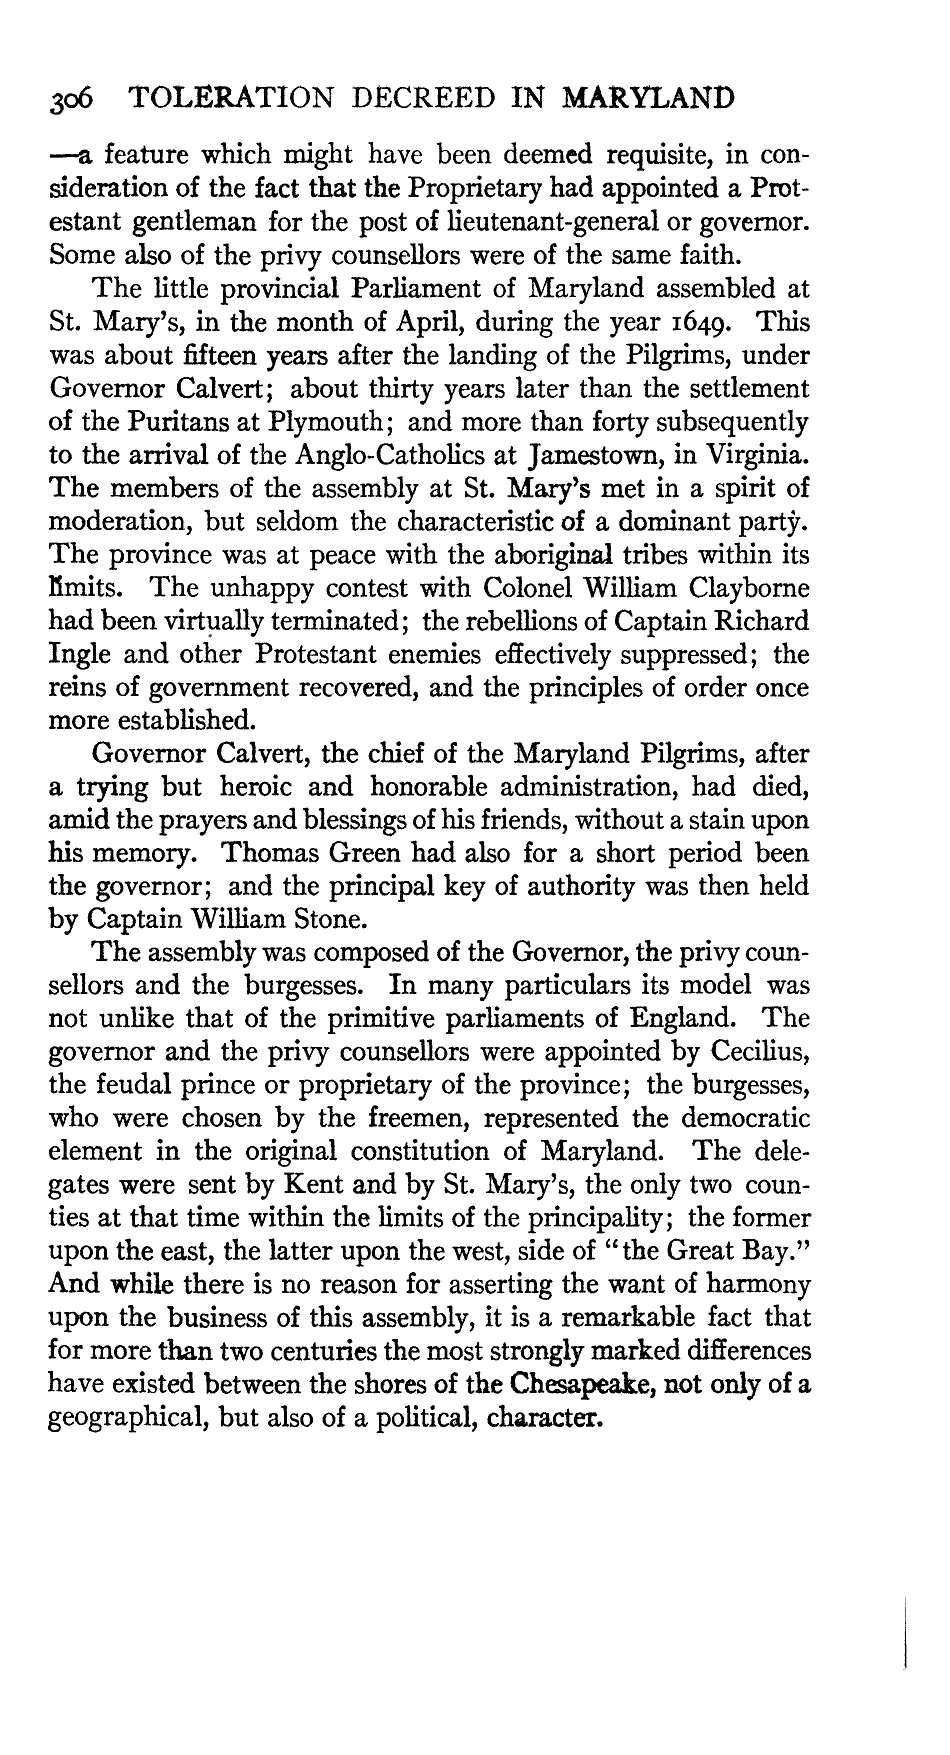 306 TOLERATION DECREED IN MARYLAND
—a feature which might have been deemed requisite, in con-
sideration of the fact that the Proprietary had appointed a Prot-
estant gentleman for the post of lieutenant-general or governor.
Some also of the privy counsellors were of the same faith.
The little provincial Parliament of Maryland assembled at
St. Mary's, in the month of April, during the year 1649. This
was about fifteen years after the landing of the Pilgrims, under
Governor Calvert; about thirty years later than the settlement
of the Puritans at Plymouth; and more than forty subsequently
to the arrival of the Anglo-Catholics at Jamestown, in Virginia.
The members of the assembly at St. Mary's met in a spirit of
moderation, but seldom the characteristic of a dominant party.
The province was at peace with the aboriginal tribes within its
limits. The unhappy contest with Colonel William Clayborne
had been virtually terminated; the rebellions of Captain Richard
Ingle and other Protestant enemies effectively suppressed; the
reins of government recovered, and the principles of order once
more established.
Governor Calvert, the chief of the Maryland Pilgrims, after
a trying but heroic and honorable administration, had died,
amid the prayers and blessings of his friends, without a stain upon
his memory. Thomas Green had also for a short period been
the governor; and the principal key of authority was then held
by Captain William Stone.
The assembly was composed of the Governor, the privy coun-
sellors and the burgesses. In many particulars its model was
not unlike that of the primitive parliaments of England. The
governor and the privy counsellors were appointed by Cecilius,
the feudal prince or proprietary of the province; the burgesses,
who were chosen by the freemen, represented the democratic
element in the original constitution of Maryland. The dele-
gates were sent by Kent and by St. Mary's, the only two coun-
ties at that time within the limits of the principality; the former
upon the east, the latter upon the west, side of "the Great Bay."
And while there is no reason for asserting the want of harmony
upon the business of this assembly, it is a remarkable fact that
for more than two centuries the most strongly marked differences
have existed between the shores of the Chesapeake, not only of a
geographical, but also of a political, character.